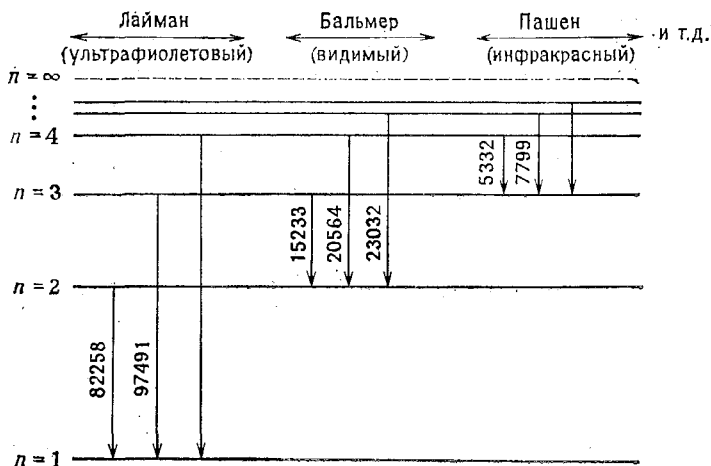 Лайман Бальмер Пашен и т.д.
(ультрафиолетовый) (видимый) (инфракрасный)
n = ∞
n = 4
5332
7799
n = 3
15233
20564
23032
n = 2
82258
97491
n = 1